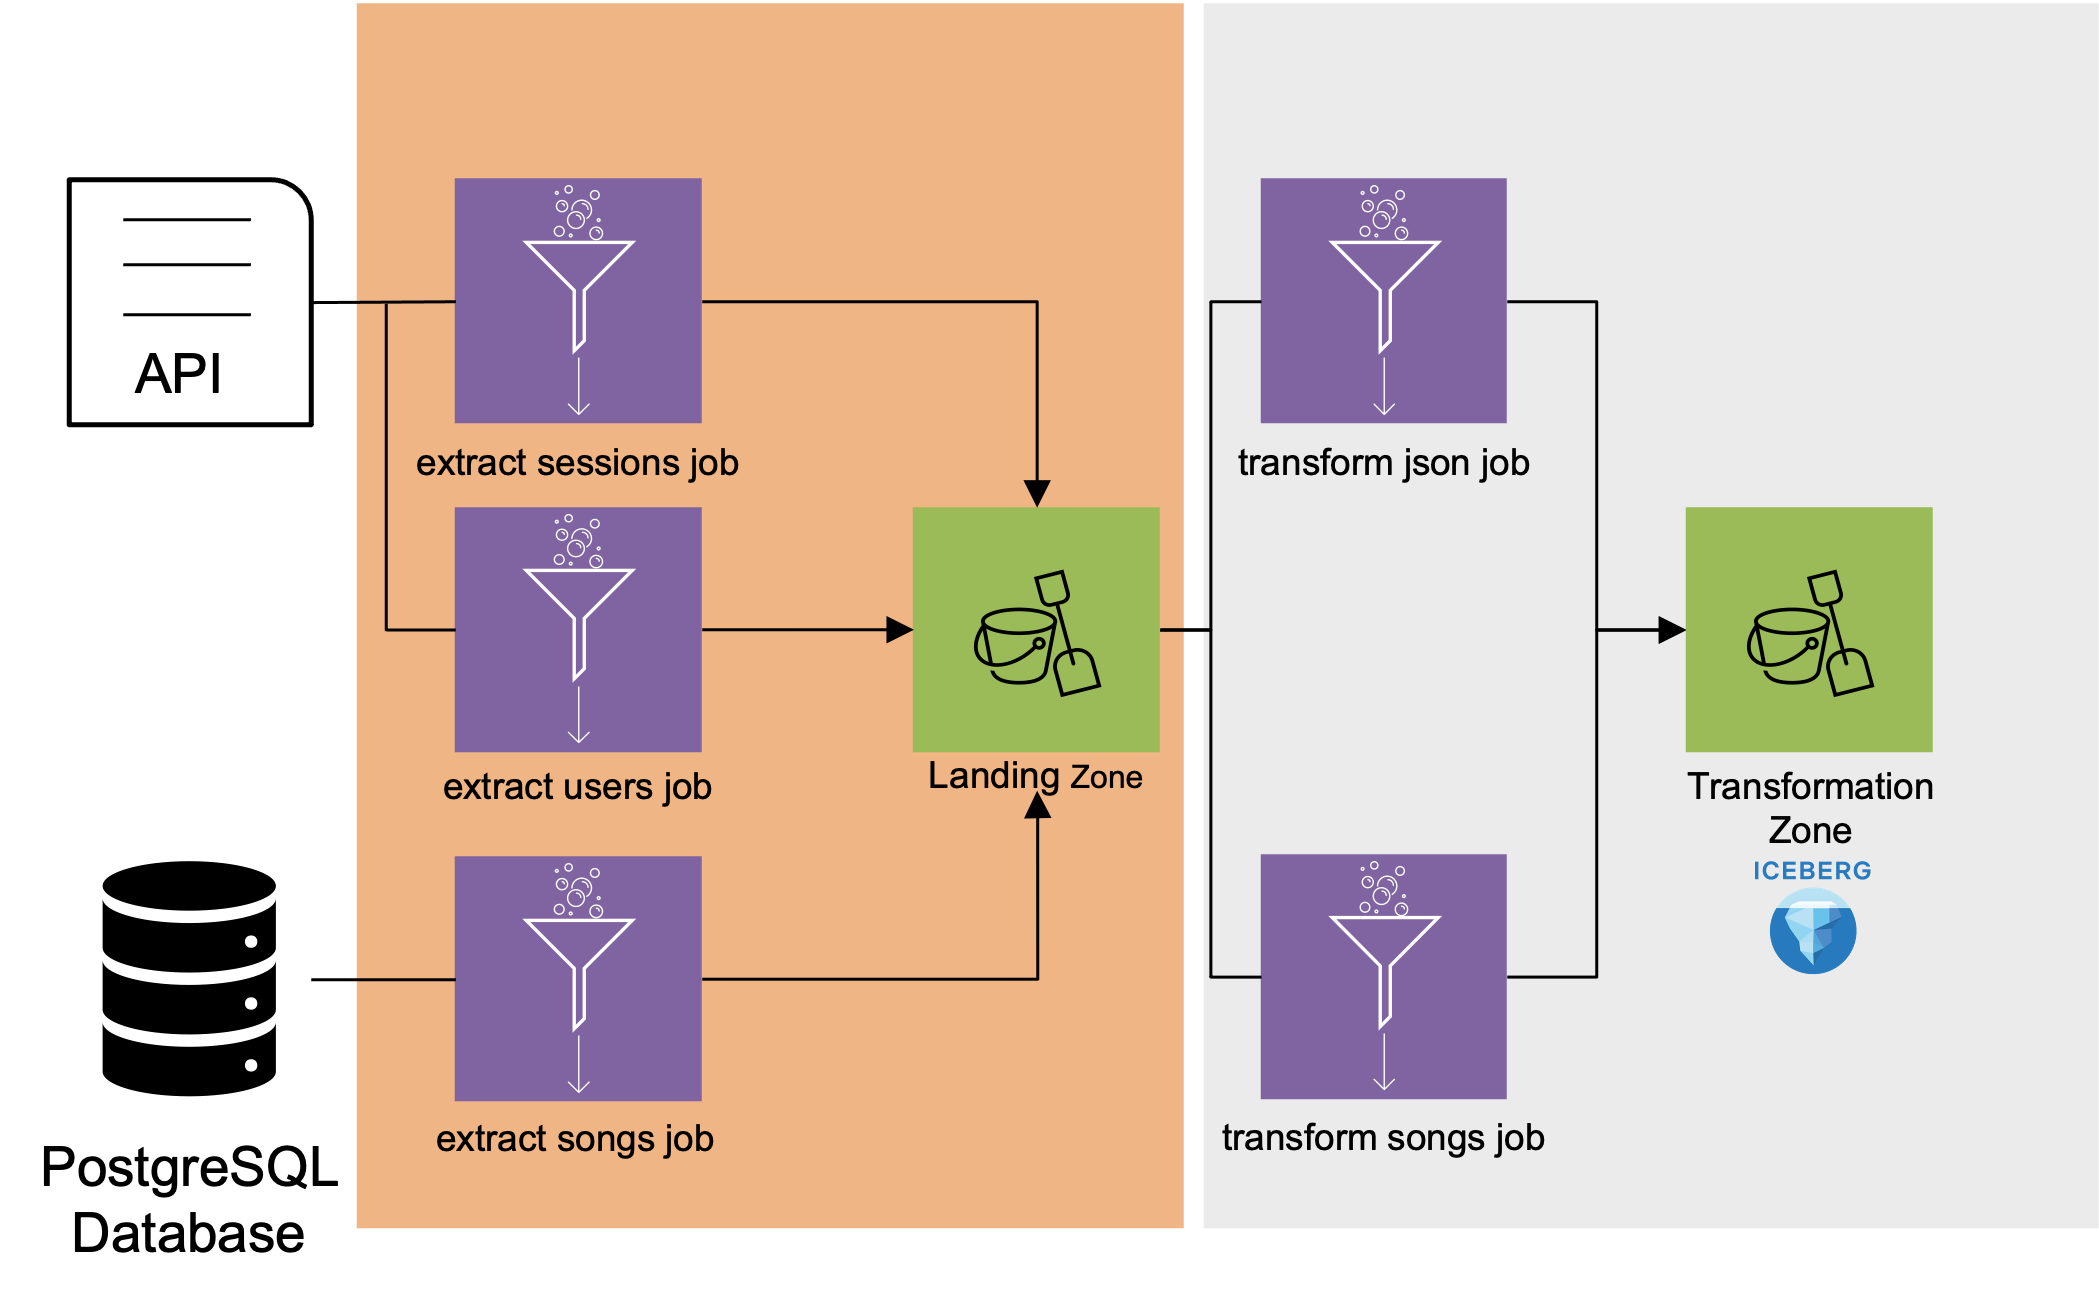 API
extract sessions job
transform json job
extract users job
Landing Zone
Transformation
Zone
ICEBERG
extract songs job
transform songs job
PostgreSQL
Database